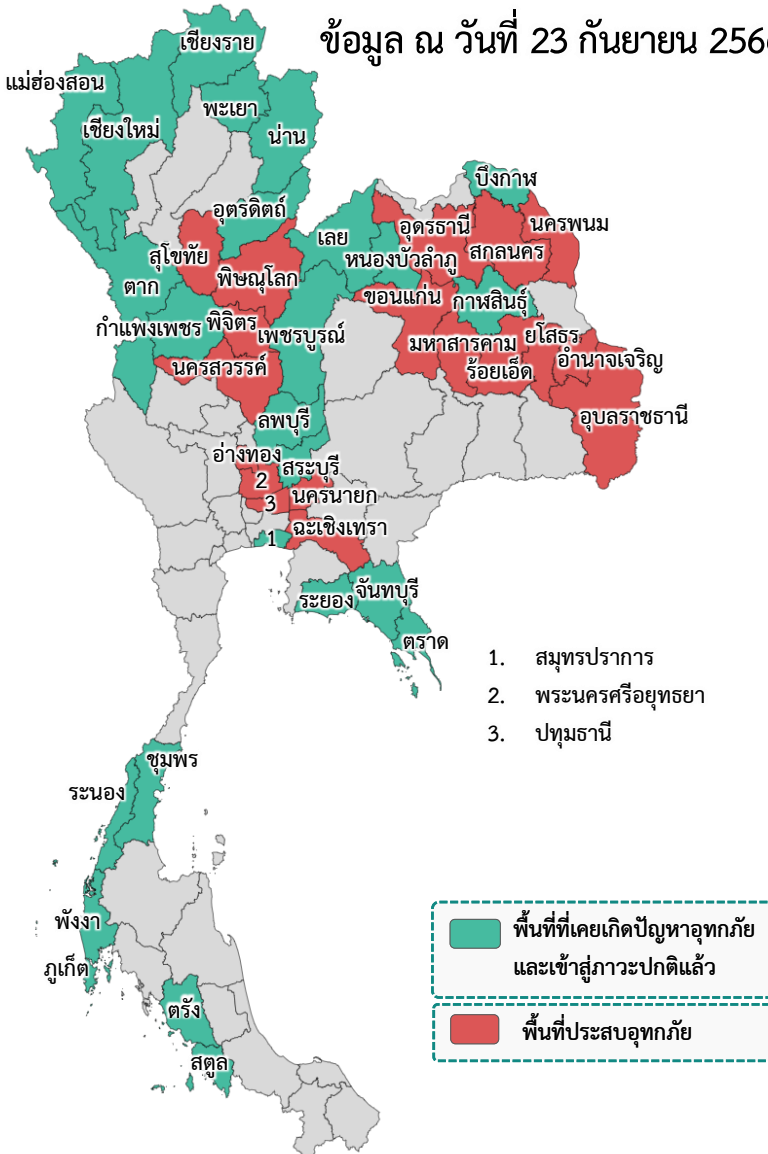 ข้อมูล ณ วันที่ 23 กันยายน 256
เชียงราย
แม่ฮ่องสอน
พะเยา
เชียงใหม่
น่าน
บึงกาฬ
อุตรดิตถ์
นครพนม
อุดรธานี
เลย
สุโขทัย
สกลนคร
หนองบัวลำภู
พิษณุโลก
ตาก
ขอนแก่น
กาฬสินธุ์
กำแพงเพชร
พิจิตร
เพชรบูรณ์
ยโสธร
มหาสารคาม
อำนาจเจริญ
นครสวรรค์
ร้อยเอ็ด
อุบลราชธานี
ลพบุรี
อ่างทอง
สระบุรี
2
นครนายก
3
ฉะเชิงเทรา
1
จันทบุรี
ระยอง
ตราด
1. สมุทรปราการ
2. พระนครศรีอยุทธยา
3. ปทุมธานี
ชุมพร
ระนอง
พังงา
ภูเก็ต
ตรัง
สตูล
พื้นที่ที่เคยเกิดปัญหาอุทกภัย
และเข้าสู่ภาวะปกติแล้ว
พื้นที่ประสบอุทกภัย